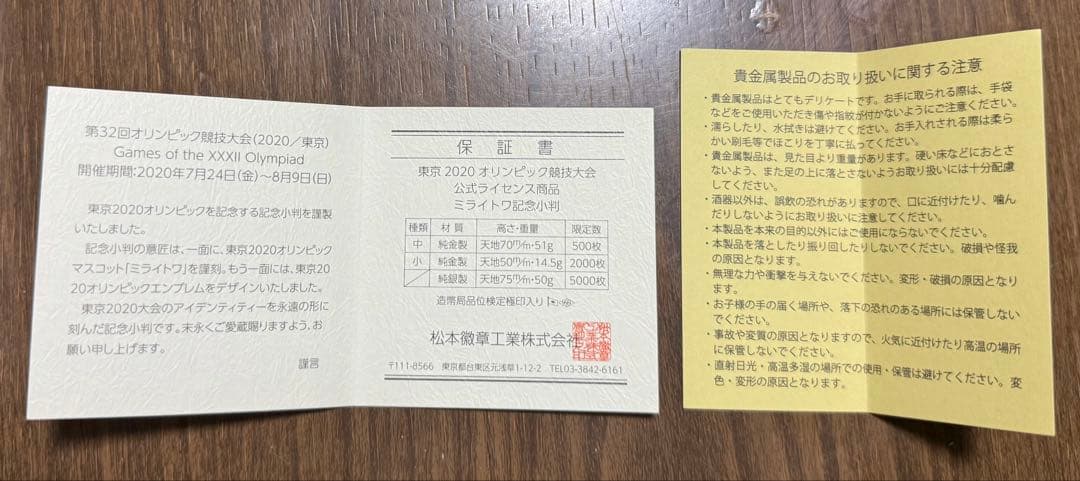 第32回オリンピック競技大会(2020／東京)
Games of the XXXII Olympiad
開催期間:2020年7月24日(金)～8月9日(日)
東京2020オリンピックを記念する記念小判を謹製
いたしました。
記念小判の意匠は、一面に、東京2020オリンピック
マスコット「ミライトワ」を謹刻。もう一面には、東京20
20オリンピックエンブレムをデザインいたしました。
東京2020大会のアイデンティティーを永遠の形に
刻んだ記念小判です。末永くご愛蔵賜りますよう、お
願い申し上げます。
謹言
保証書
東京2020オリンピック競技大会
公式ライセンス商品
ミライトワ記念小判
種類 材質 高さ・重量 限定数
中 純金製 天地70㍉・51g 500枚
小 純金製 天地50㍉・14.5g 2000枚
純銀製 天地75㍉・50g 5000枚
造幣局品位検定極印入り
松本徽章工業株式会社
〒111-8566 東京都台東区元浅草1-12-2 TEL03-3842-6161
貴金属製品のお取り扱いに関する注意
・貴金属製品はとてもデリケートです。お手に取られる際は、手袋
などをご使用いただき傷や指紋が付かないようにご注意ください。
・濡らしたり、水拭きは避けてください。お手入れされる際は柔ら
かい刷毛等でほこりを丁寧に払ってください。
・貴金属製品は、見た目より重量があります。硬い床などにおとさ
ないよう、また足の上に落とさないようお取り扱いには十分配慮
してください。
・酒器以外は、誤飲の恐れがありますので、口に近付けたり、噛ん
だりしないようにお取り扱いに注意してください。
・本製品を本来の目的以外にはご使用にならないでください。
・本製品を落としたり振り回したりしないでください。破損や怪我
の原因となります。
・無理な力や衝撃を与えないでください。変形・破損の原因となり
ます。
・お子様の手の届く場所や、落下の恐れのある場所には保管しない
でください。
・事故や変質の原因となりますので、火気に近付けたり高温の場所
に保管しないでください。
・直射日光・高温多湿の場所での使用・保管は避けてください。変
色・変形の原因となります。